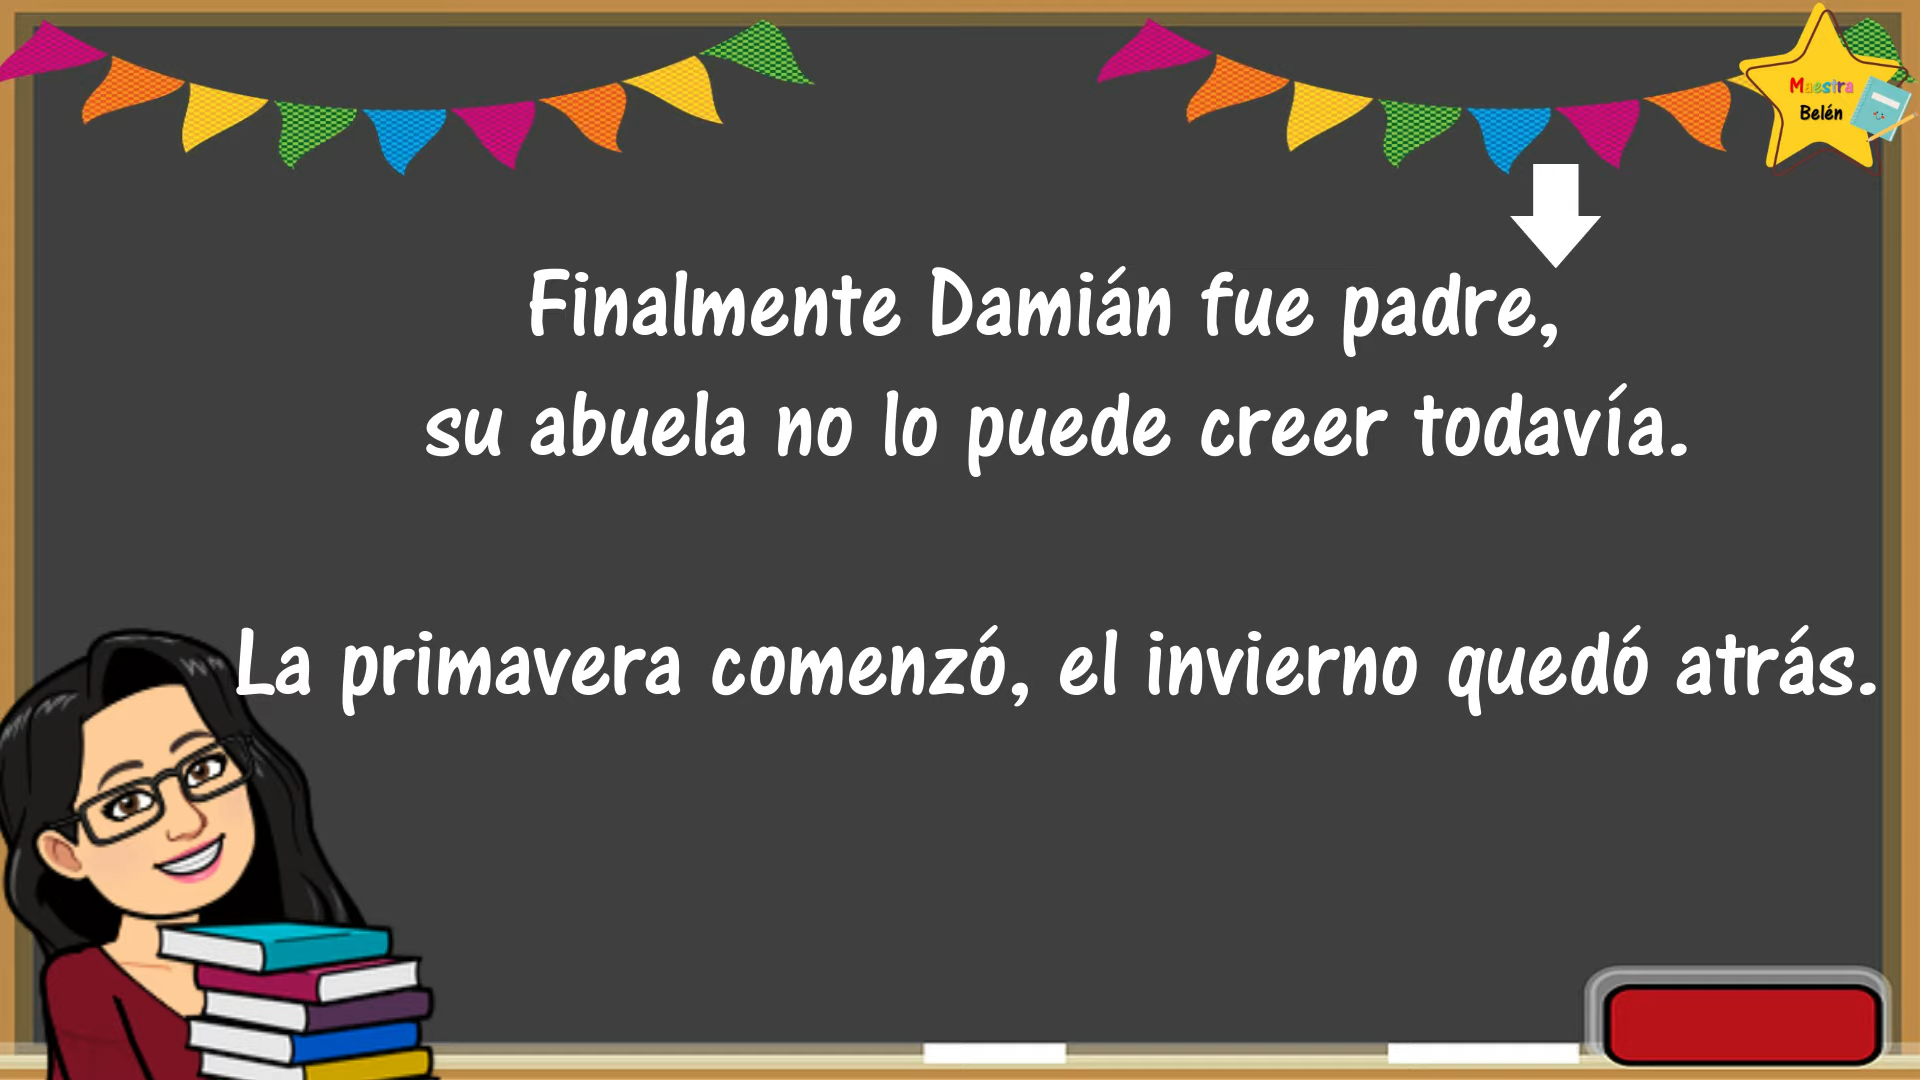 Maestra
Belén
Finalmente Damián fue padre,
su abuela no lo puede creer todavía.
La primavera comenzó, el invierno quedó atrás.